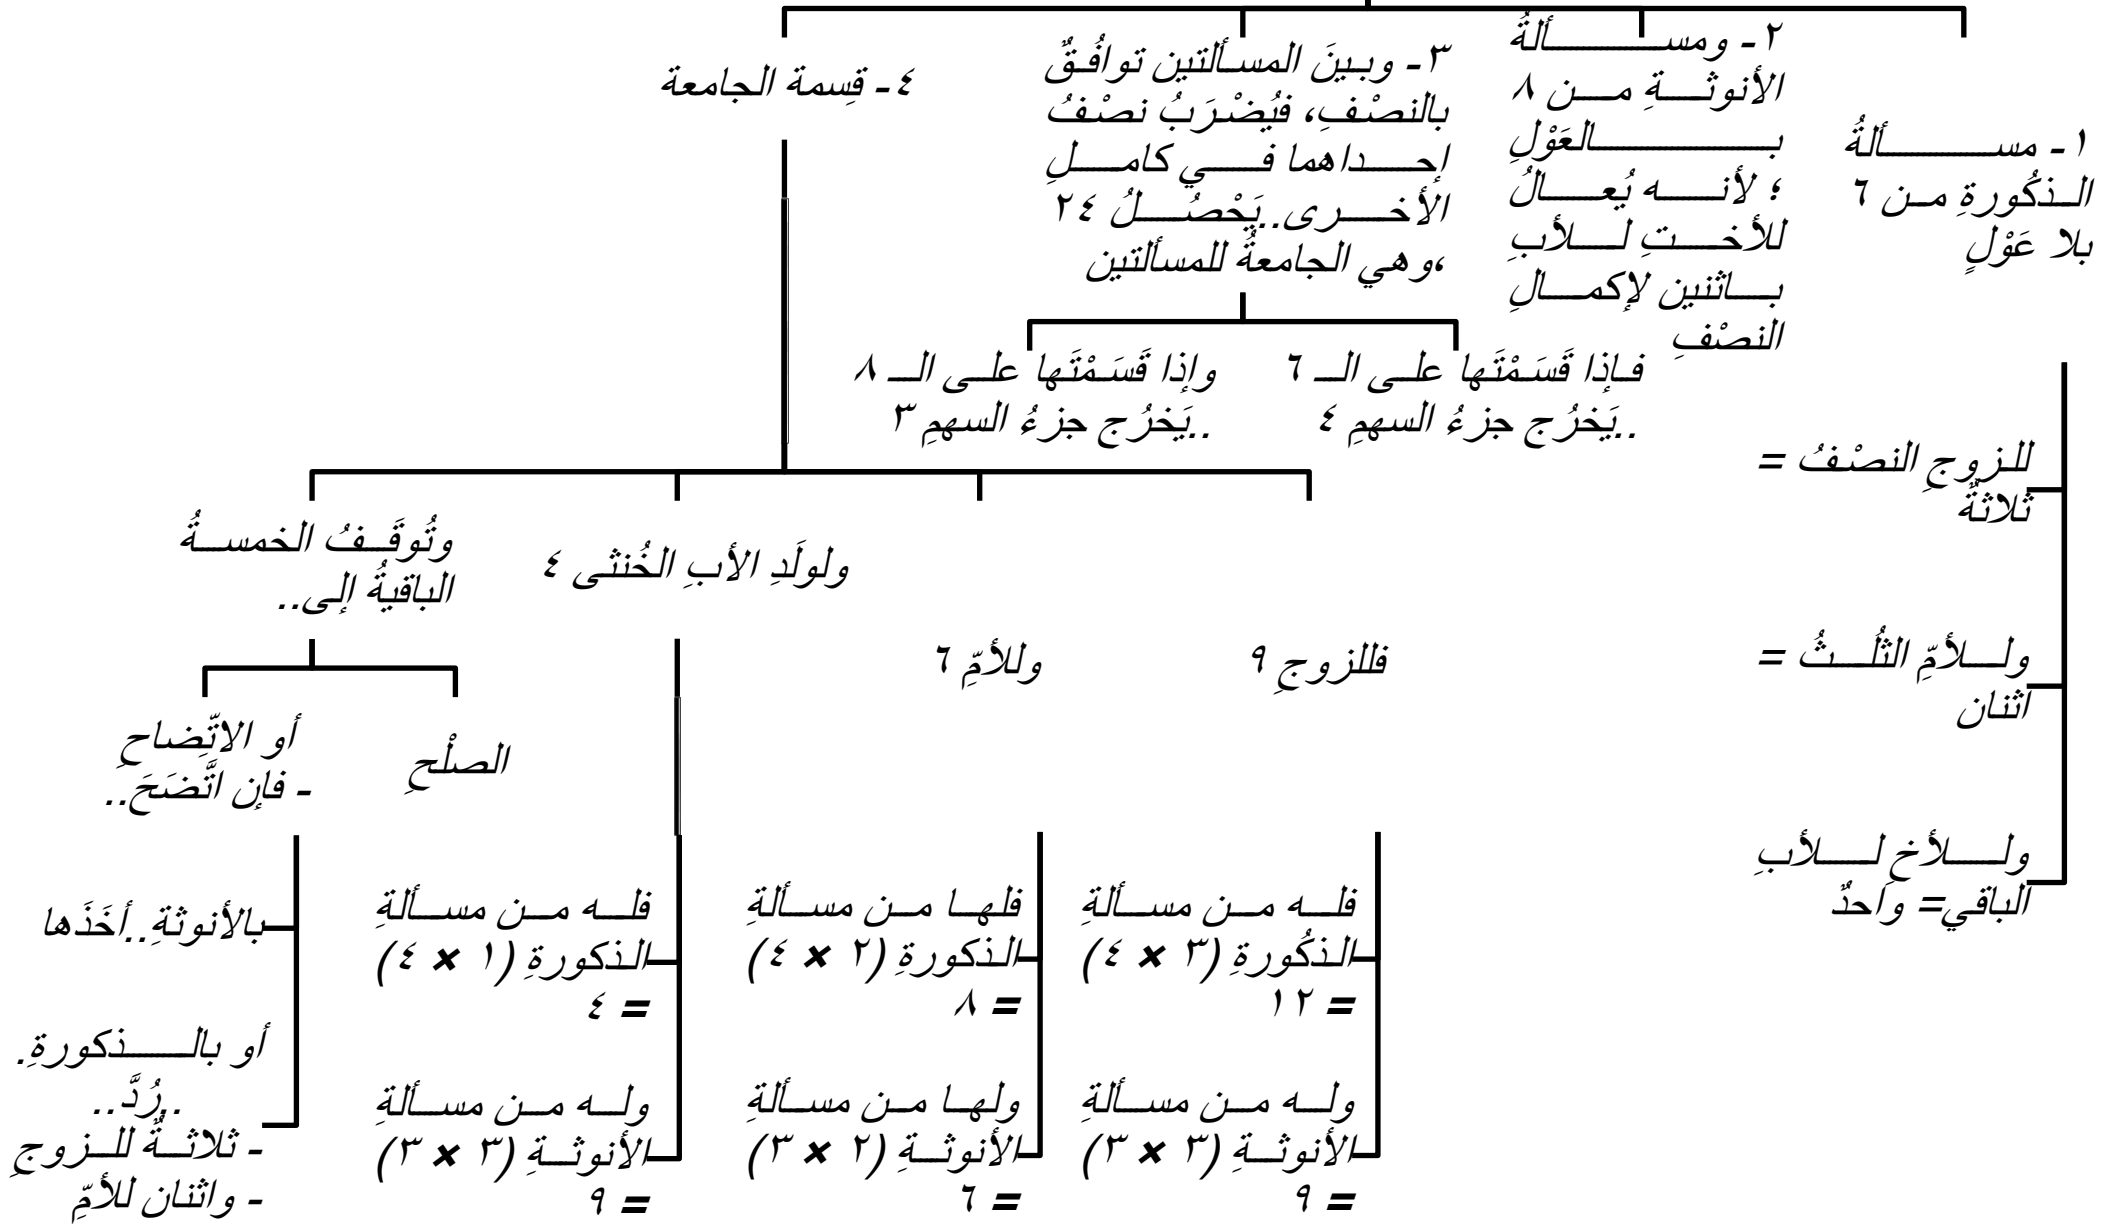 ١- مســألةُ
الذكُورةِ من ٦
بلا عَوْلٍ
للزوجِ النصْفُ =
ثلاثةٌ
وللأمِّ الثلُثُ =
اثنان
وللأخِ للأبِ
الباقي= واحدٌ
٢- ومســألةُ
الأنوثةِ من ٨
بالعَوْلِ
؛ لأنه يُعالُ
للأختِ للأبِ
باثنين لإكمالِ
النصْفِ
٣- وبينَ المسألتين توافُقٌ
بالنصْفِ، فيُضْرَبُ نصْفُ
إحداهما في كاملِ
الأخرى..يَحْصُلُ ٢٤
،وهي الجامعةُ للمسألتين
فإذا قَسَمْتَها على الـ ٦
..يَخرُج جزءُ السهمِ ٤
وإذا قَسَمْتَها على الـ ٨
..يَخرُج جزءُ السهمِ ٣
٤- قِسمة الجامعة
فللزوجِ ٩
فله من مسألةِ
الذكُورةِ (٣ × ٤)
= ١٢
وله من مسألةِ
الأنوثةِ (٣ × ٣)
= ٩
وللأمِّ ٦
فلها من مسألةِ
الذكورةِ (٢ × ٤)
= ٨
ولها من مسألةِ
الأنوثةِ (٢ × ٣)
= ٦
ولولَدِ الأبِ الخُنثى ٤
فله من مسألةِ
الذكورةِ (١ × ٤)
= ٤
وله من مسألةِ
الأنوثةِ (٣ × ٣)
= ٩
وتُوقَفُ الخمسةُ
الباقيةُ إلى..
الصلْحِ
أو الاتِّضاحِ
- فإن اتَّضَحَ..
بالأنوثةِ..أخَذَها
أو بالذكورةِ.
..رُدَّ..
- ثلاثةٌ للزوجِ
- واثنان للأمِّ